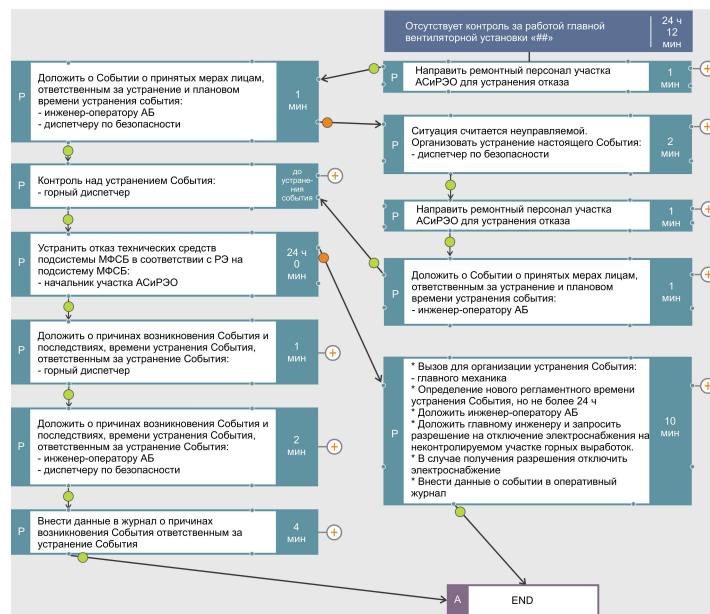 Отсутствует контроль за работой главной
вентиляторной установки «##»
24 ч
12
мин
Р
Направить ремонтный персонал участка
АСиРЭО для устранения отказа
1
мин
Р
Доложить о Событии о принятых мерах лицам,
ответственным за устранение и плановом
времени устранения события:
- инженер-оператору АБ
- диспетчеру по безопасности
1
мин
Р
Ситуация считается неуправляемой.
Организовать устранение настоящего События:
- диспетчер по безопасности
2
мин
Р
Контроль над устранением События:
- горный диспетчер
до
устране-
ния
события
Р
Направить ремонтный персонал участка
АСиРЭО для устранения отказа
1
мин
Р
Устранить отказ технических средств
подсистемы МФСБ в соответствии с РЭ на
подсистему МФСБ:
- начальник участка АСиРЭО
24 ч
0
мин
Р
Доложить о Событии о принятых мерах лицам,
ответственным за устранение и плановом
времени устранения события:
- инженер-оператору АБ
1
мин
Р
Доложить о причинах возникновения События и
последствиях, времени устранения События,
ответственным за устранение События:
- горный диспетчер
1
мин
Р
* Вызов для организации устранения События:
- главного механика
* Определение нового регламентного времени
устранения События, но не более 24 ч
* Доложить инженер-оператору АБ
* Доложить главному инженеру и запросить
разрешение на отключение электроснабжения на
неконтролируемом участке горных выработок.
* В случае получения разрешения отключить
электроснабжение
* Внести данные о событии в оперативный
журнал
10
мин
Р
Доложить о причинах возникновения События и
последствиях, времени устранения События,
ответственным за устранение События:
- инженер-оператору АБ
- диспетчеру по безопасности
2
мин
Р
Внести данные в журнал о причинах
возникновения События ответственным за
устранение События
4
мин
А
END